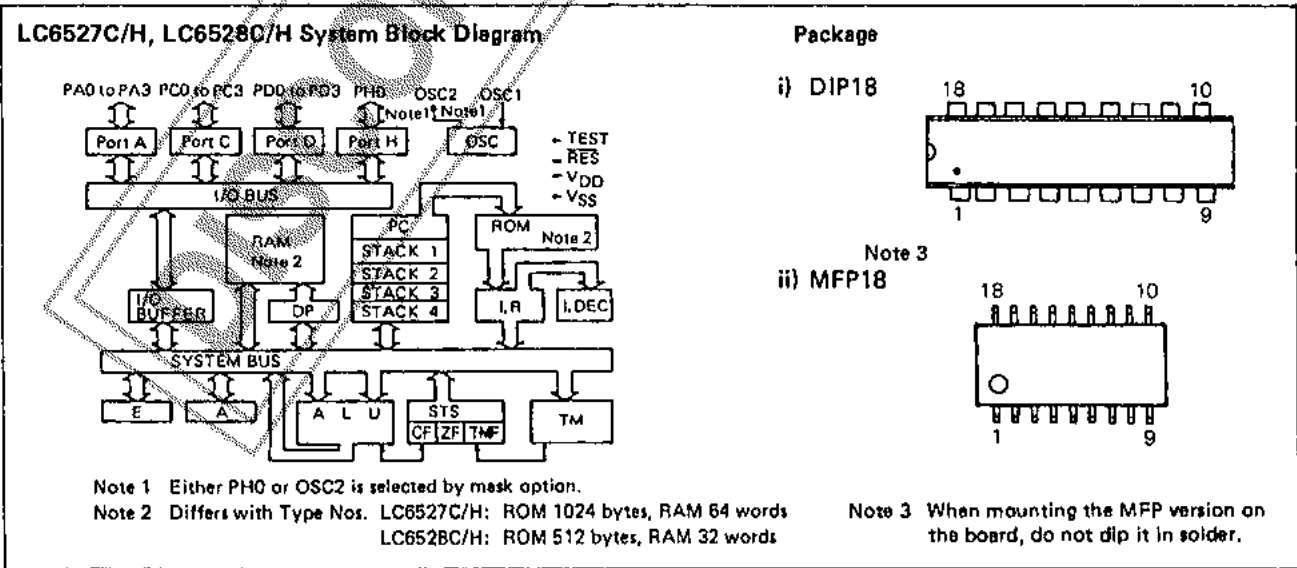 LC6527C/H, LC6528C/H System Block Diagram
PA0 to PA3 PC0 to PC3 PD0 to PD3 PH0 OSC2 OSC1
Note1 Note1
Port A Port C Port D Port H OSC
TEST
RES
VDD
VSS
I/O BUS
RAM
Note 2
PC
STACK 1
STACK 2
STACK 3
STACK 4
ROM
Note 2
I/O
BUFFER
DP
I.R
I.DEC
SYSTEM BUS
E
A
A L U
STS
CF ZF TMF
TM
Note 1 Either PH0 or OSC2 is selected by mask option.
Note 2 Differs with Type Nos. LC6527C/H: ROM 1024 bytes, RAM 64 words
LC6528C/H: ROM 512 bytes, RAM 32 words
Package
i) DIP18
18 10
1 9
Note 3
ii) MFP18
18 10
1 9
Note 3 When mounting the MFP version on
the board, do not dip it in solder.